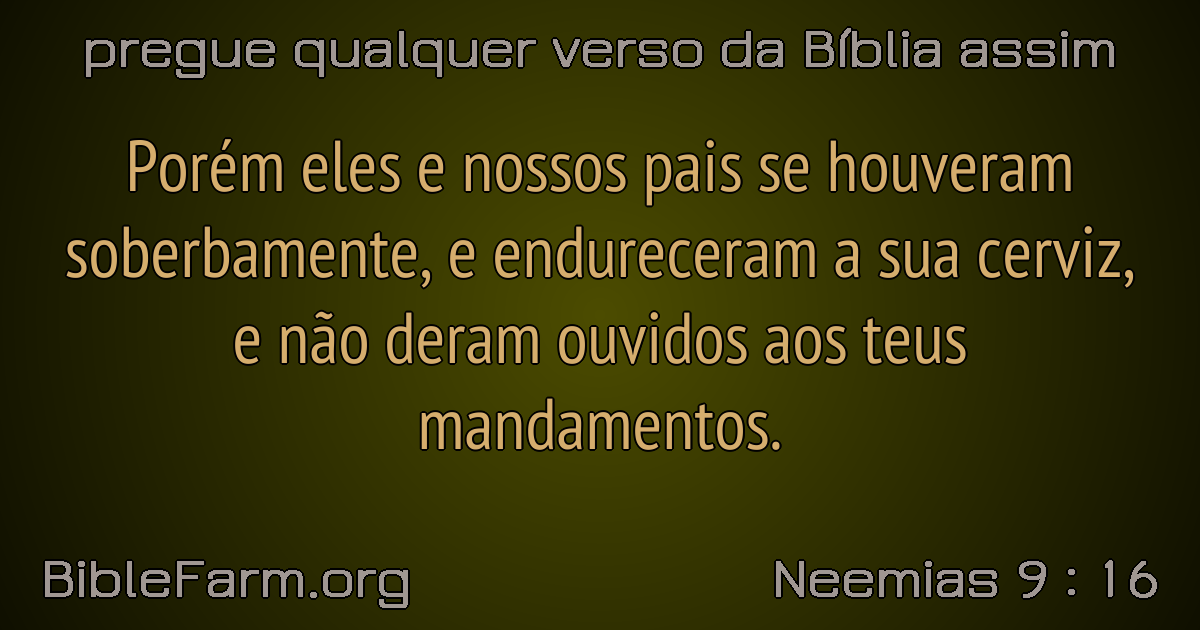 pregue qualquer verso da Bíblia assim
Porém eles e nossos pais se houveram
soberbamente, e endureceram a sua cerviz,
e não deram ouvidos aos teus
mandamentos.
BibleFarm.org
Neemias 9 : 16